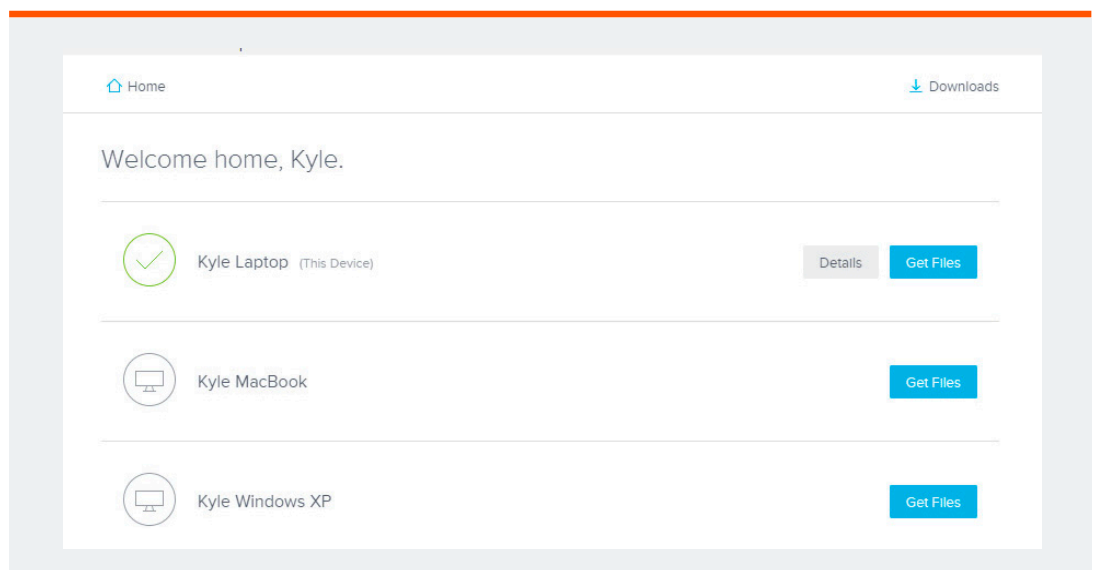 Home Downloads
Welcome home, Kyle.
Kyle Laptop (This Device) Details Get Files
Kyle MacBook Get Files
Kyle Windows XP Get Files